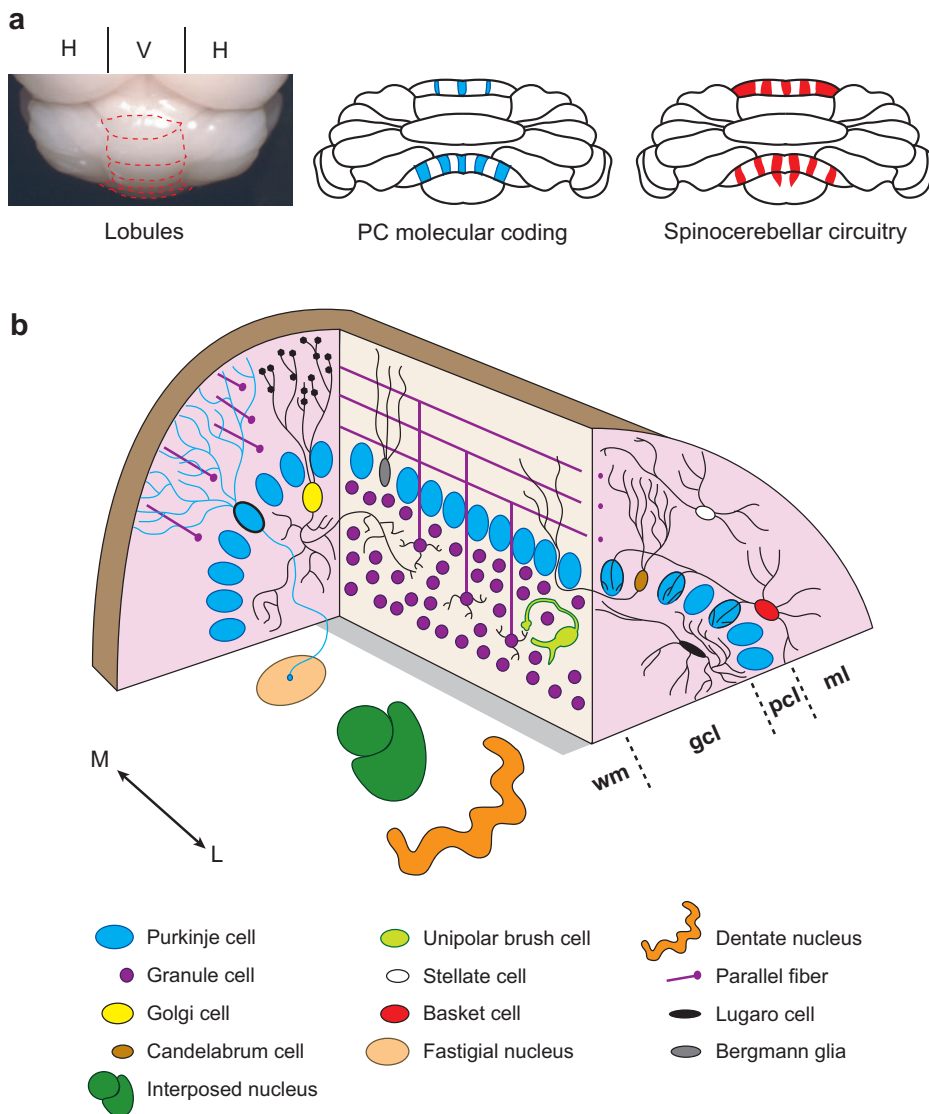 a
H V H
Lobules
PC molecular coding
Spinocerebellar circuitry
b
M
L
wm
gcl
pcl
ml
Purkinje cell
Granule cell
Golgi cell
Candelabrum cell
Interposed nucleus
Unipolar brush cell
Stellate cell
Basket cell
Fastigial nucleus
Dentate nucleus
Parallel fiber
Lugaro cell
Bergmann glia